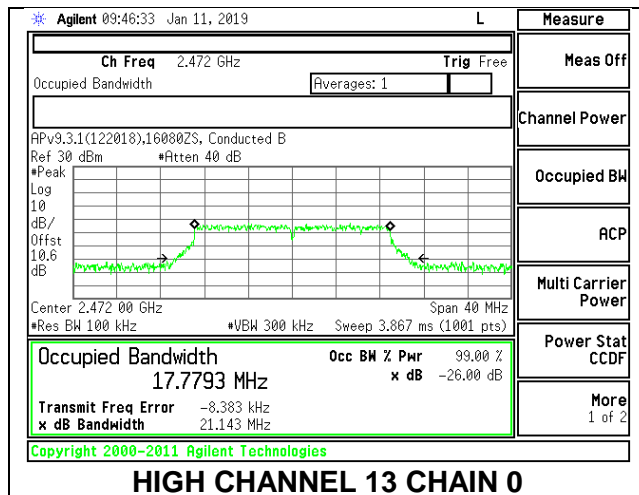 Agilent 09:46:33 Jan 11, 2019 L Measure
Ch Freq 2.472 GHz Trig Free
Meas Off
Occupied Bandwidth Averages: 1
Channel Power
APv9.3.1(122018),16080ZS, Conducted B
Ref 30 dBm #Atten 40 dB
#Peak
Log
10
dB/
Offst
10.6
dB
Occupied BW
ACP
Multi Carrier
Power
Center 2.472 00 GHz Span 40 MHz
#Res BW 100 kHz #VBW 300 kHz Sweep 3.867 ms (1001 pts)
Power Stat
CCDF
Occupied Bandwidth Occ BW % Pwr 99.00 %
17.7793 MHz x dB -26.00 dB
Transmit Freq Error -8.383 kHz
x dB Bandwidth 21.143 MHz
More
1 of 2
Copyright 2000-2011 Agilent Technologies
HIGH CHANNEL 13 CHAIN 0